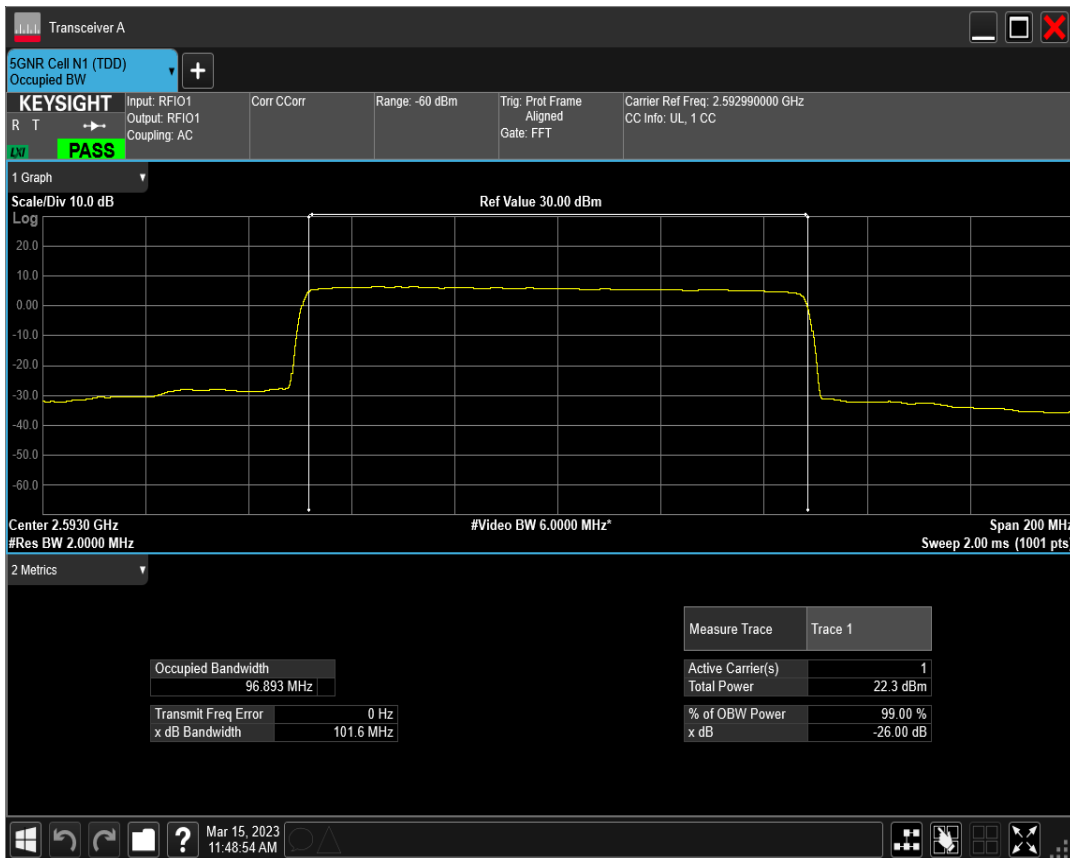 Transceiver A
5GNR Cell N1 (TDD)
Occupied BW
+
KEYSIGHT
R T
LXI
PASS
Input: RFIO1
Output: RFIO1
Coupling: AC
Corr CCorr
Range: -60 dBm
Trig: Prot Frame
Aligned
Gate: FFT
Carrier Ref Freq: 2.592990000 GHz
CC Info: UL, 1 CC
1 Graph
Scale/Div 10.0 dB
Ref Value 30.00 dBm
Log
20.0
10.0
0.00
-10.0
-20.0
-30.0
-40.0
-50.0
-60.0
Center 2.5930 GHz
#Video BW 6.0000 MHz*
Span 200 MHz
#Res BW 2.0000 MHz
Sweep 2.00 ms (1001 pts)
2 Metrics
Measure Trace Trace 1
Occupied Bandwidth
96.893 MHz
Active Carrier(s) 1
Total Power 22.3 dBm
Transmit Freq Error 0 Hz
x dB Bandwidth 101.6 MHz
% of OBW Power 99.00 %
x dB -26.00 dB
?
Mar 15, 2023
11:48:54 AM